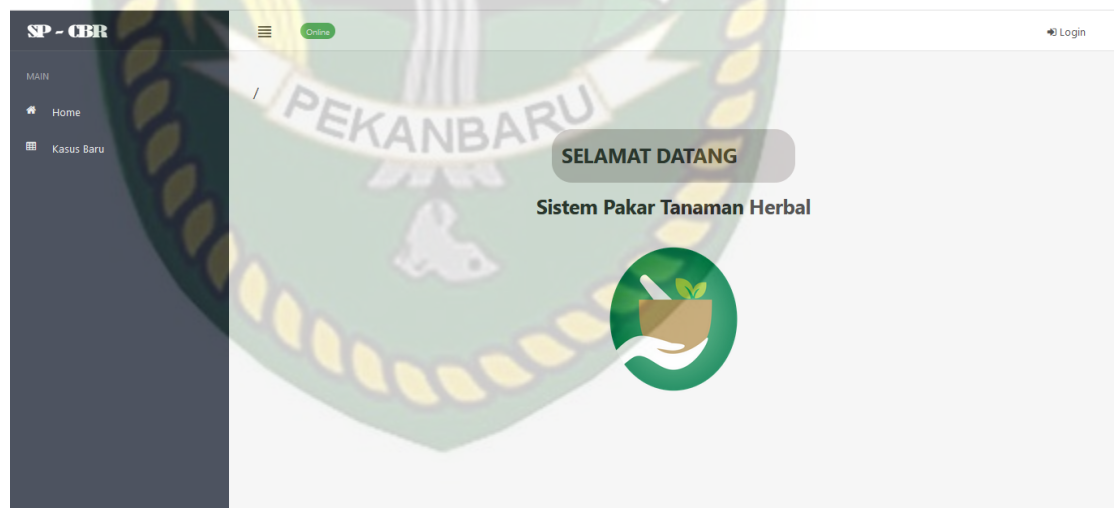 SP - CBR
Online
Login
MAIN
Home
Kasus Baru
/
PEKANBARU
SELAMAT DATANG
Sistem Pakar Tanaman Herbal